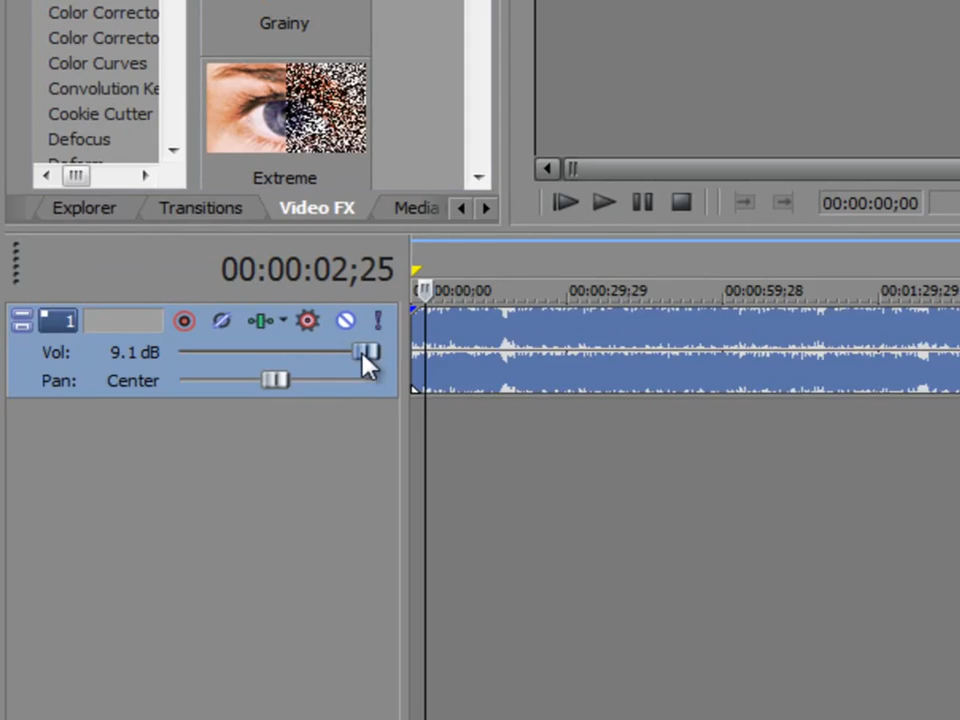 Color Correcto
Grainy
Color Correcto
Color Curves
Convolution Ke
Cookie Cutter
Defocus
Extreme
Explorer
Transitions
Video FX
Media
00:00:00;00
00:00:02;25
00:00:00
00:00:29;29
00:00:59;28
00:01:29;29
1
Vol: 9.1 dB
Pan: Center